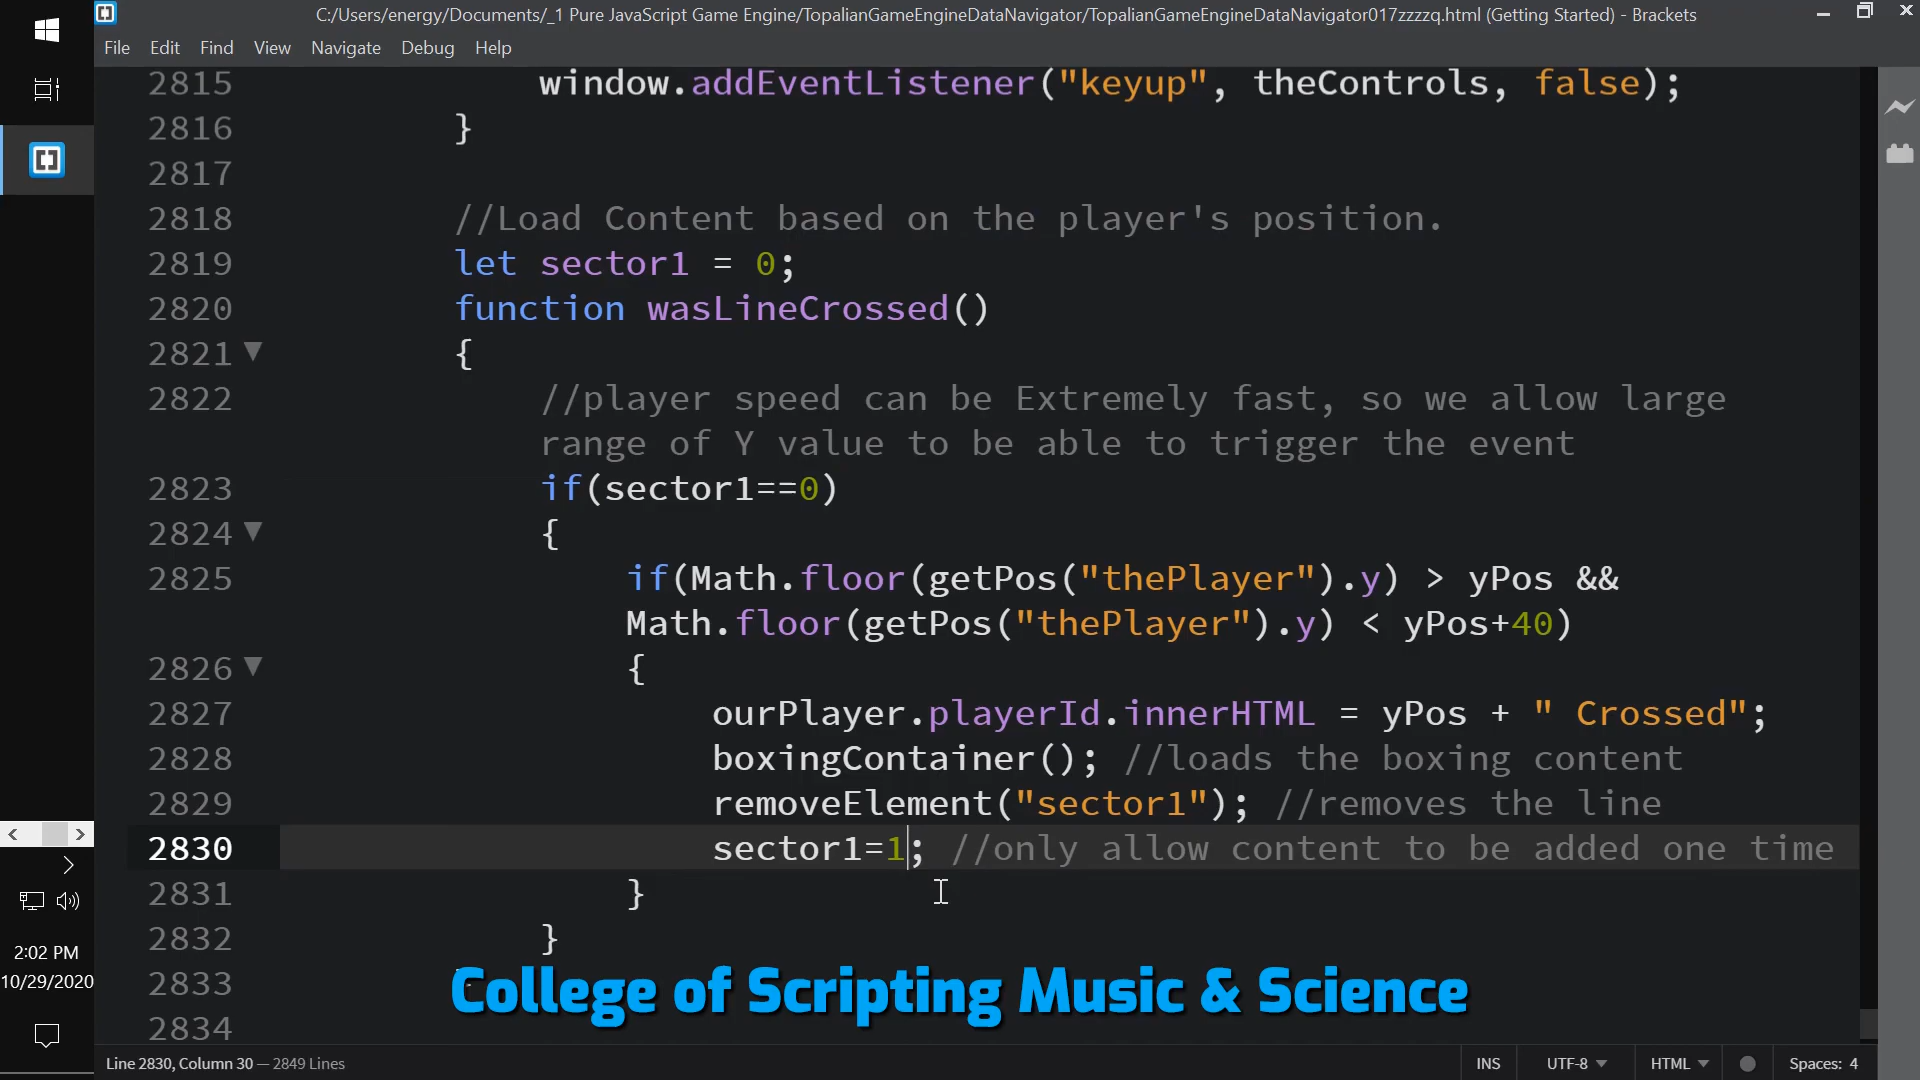 C:/Users/energy/Documents/_1 Pure JavaScript Game Engine/TopalianGameEngineDataNavigator/TopalianGameEngineDataNavigator017zzzzq.html (Getting Started) - Brackets
File Edit Find View Navigate Debug Help
2815 window.addEventListener("keyup", theControls, false);
2816 }
2817
2818 //Load Content based on the player's position.
2819 let sector1 = 0;
2820 function wasLineCrossed()
2821 {
2822 //player speed can be Extremely fast, so we allow large
range of Y value to be able to trigger the event
2823 if(sector1==0)
2824 {
2825 if(Math.floor(getPos("thePlayer").y) > yPos &&
Math.floor(getPos("thePlayer").y) < yPos+40)
2826 {
2827 ourPlayer.playerId.innerHTML = yPos + " Crossed";
2828 boxingContainer(); //loads the boxing content
2829 removeElement("sector1"); //removes the line
2830 sector1=1; //only allow content to be added one time
2831 }
2832 }
2833
2834
College of Scripting Music & Science
2:02 PM
10/29/2020
Line 2830, Column 30 — 2849 Lines
INS UTF-8 HTML Spaces: 4